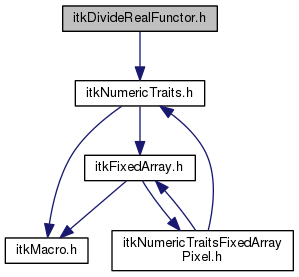 itkDivideRealFunctor.h
itkNumericTraits.h
itkFixedArray.h
itkMacro.h
itkNumericTraitsFixedArray
Pixel.h